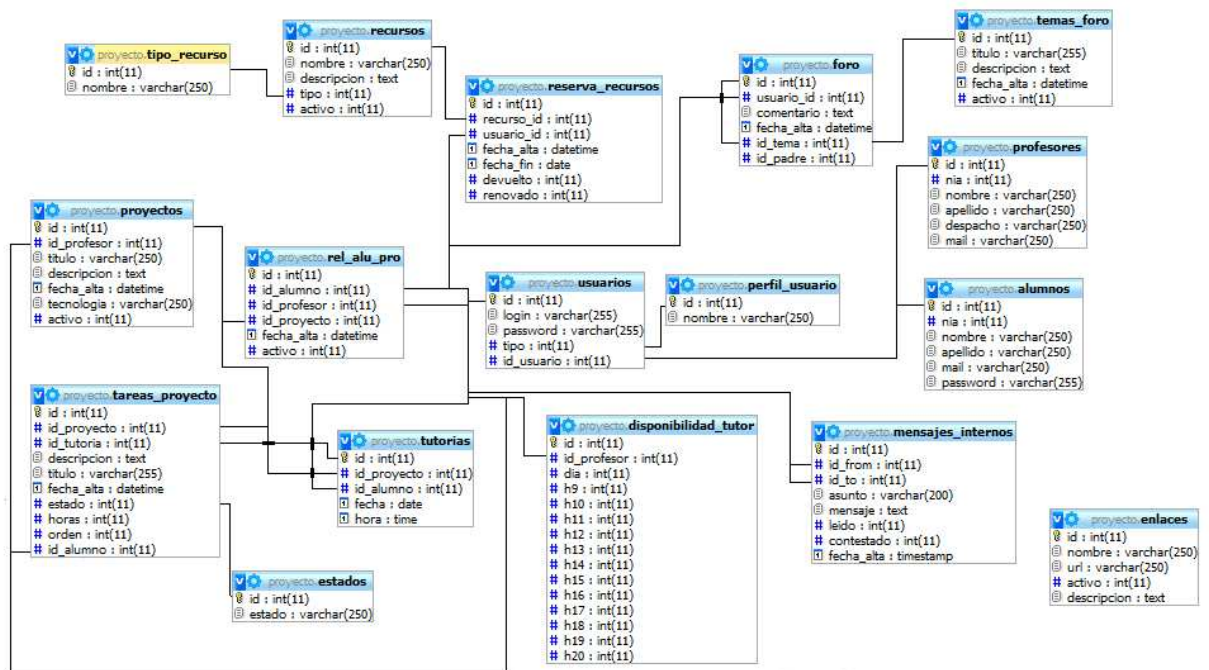 proyecto.tipo_recurso
id : int(11)
nombre : varchar(250)
proyecto.recursos
id : int(11)
nombre : varchar(250)
descripcion : text
tipo : int(11)
activo : int(11)
proyecto.reserva_recursos
id : int(11)
recurso_id : int(11)
usuario_id : int(11)
fecha_alta : datetime
fecha_fin : date
devuelto : int(11)
renovado : int(11)
proyecto.foro
id : int(11)
usuario_id : int(11)
comentario : text
fecha_alta : datetime
id_tema : int(11)
id_padre : int(11)
proyecto.temas_foro
id : int(11)
titulo : varchar(255)
descripcion : text
fecha_alta : datetime
activo : int(11)
proyecto.profesores
id : int(11)
nia : int(11)
nombre : varchar(250)
apellido : varchar(250)
despacho : varchar(250)
mail : varchar(250)
proyecto.proyectos
id : int(11)
id_profesor : int(11)
titulo : varchar(250)
descripcion : text
fecha_alta : datetime
tecnologia : varchar(250)
activo : int(11)
proyecto.rel_alu_pro
id : int(11)
id_alumno : int(11)
id_profesor : int(11)
id_proyecto : int(11)
fecha_alta : datetime
activo : int(11)
proyecto.usuarios
id : int(11)
login : varchar(255)
password : varchar(255)
tipo : int(11)
id_usuario : int(11)
proyecto.perfil_usuario
id : int(11)
nombre : varchar(250)
proyecto.alumnos
id : int(11)
nia : int(11)
nombre : varchar(250)
apellido : varchar(250)
mail : varchar(250)
password : varchar(255)
proyecto.tareas_proyecto
id : int(11)
id_proyecto : int(11)
id_tutoria : int(11)
descripcion : text
titulo : varchar(255)
fecha_alta : datetime
estado : int(11)
horas : int(11)
orden : int(11)
id_alumno : int(11)
proyecto.tutorias
id : int(11)
id_proyecto : int(11)
id_alumno : int(11)
fecha : date
hora : time
proyecto.disponibilidad_tutor
id : int(11)
id_profesor : int(11)
dia : int(11)
h9 : int(11)
h10 : int(11)
h11 : int(11)
h12 : int(11)
h13 : int(11)
h14 : int(11)
h15 : int(11)
h16 : int(11)
h17 : int(11)
h18 : int(11)
h19 : int(11)
h20 : int(11)
proyecto.mensajes_internos
id : int(11)
id_from : int(11)
id_to : int(11)
asunto : varchar(200)
mensaje : text
leido : int(11)
contestado : int(11)
fecha_alta : timestamp
proyecto.enlaces
id : int(11)
nombre : varchar(250)
url : varchar(250)
activo : int(11)
descripcion : text
proyecto.estados
id : int(11)
estado : varchar(250)